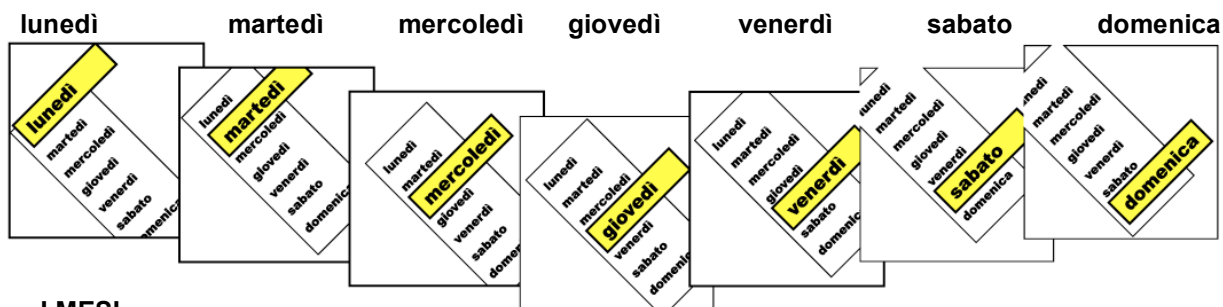 lunedì martedì mercoledì giovedì venerdì sabato domenica
lunedì
martedì
mercoledì
giovedì
venerdì
sabato
lunedì
martedì
mercoledì
giovedì
venerdì
sabato
domenica
lunedì
martedì
mercoledì
giovedì
venerdì
sabato
lunedì
martedì
mercoledì
giovedì
venerdì
sabato
lunedì
martedì
mercoledì
giovedì
venerdì
sabato
martedì
mercoledì
giovedì
venerdì
sabato
domenica
martedì
mercoledì
giovedì
venerdì
sabato
domenica
I MESI